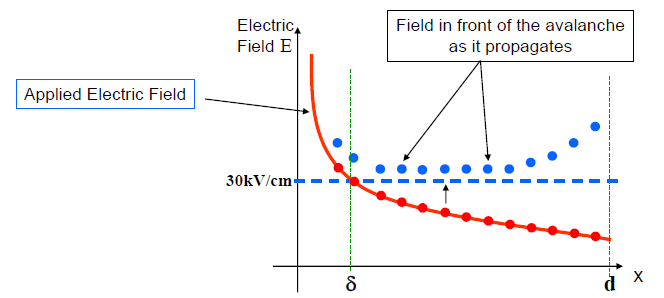 Electric
Field E
Field in front of the avalanche
as it propagates
Applied Electric Field
30kV/cm
δ
d
X